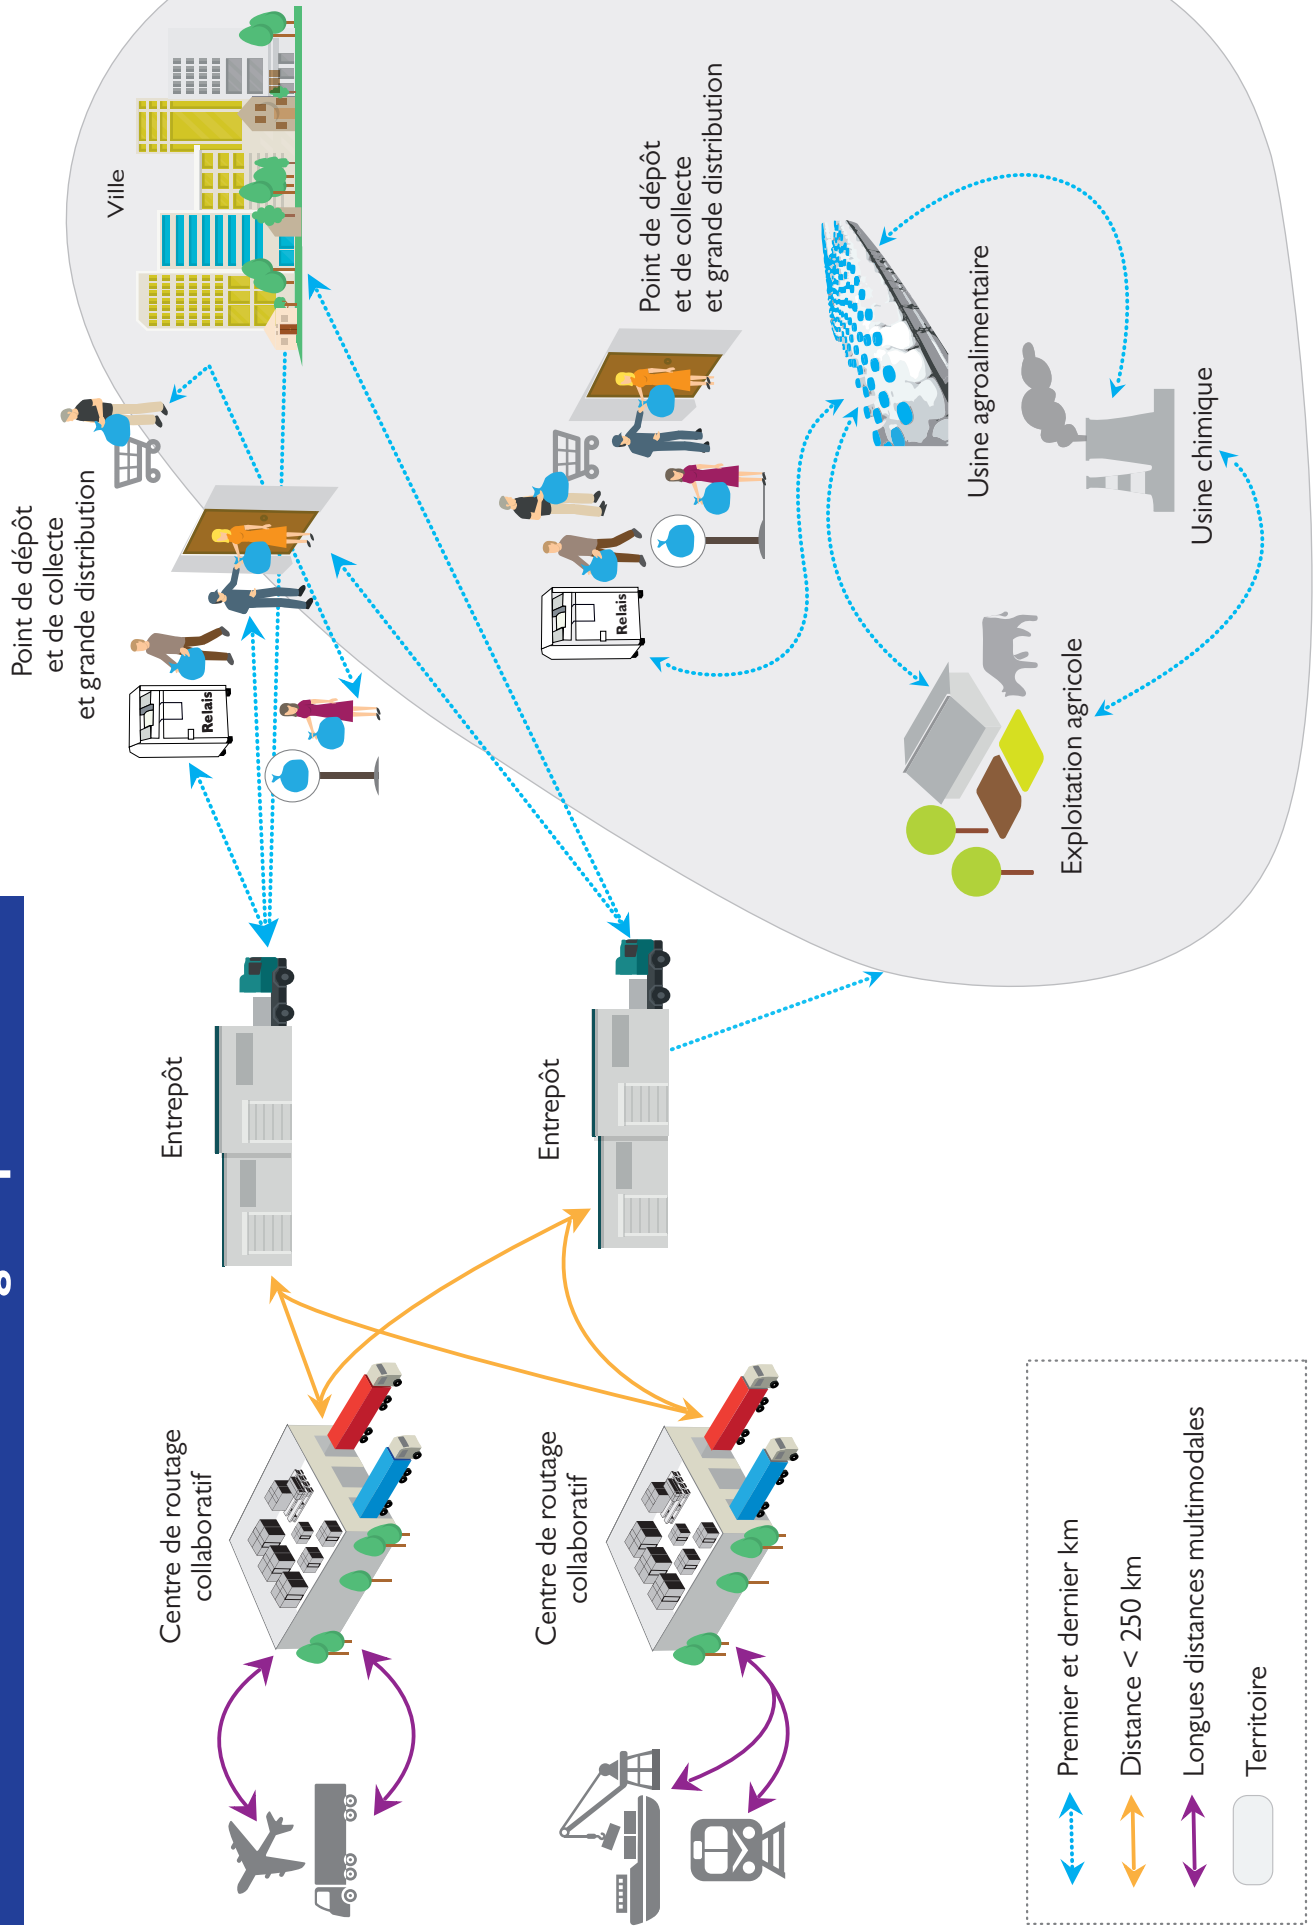 Point de dépôt
et de collecte
et grande distribution
Ville
Centre de routage
collaboratif
Entrepôt
Relais
Centre de routage
collaboratif
Entrepôt
Relais
Point de dépôt
et de collecte
et grande distribution
Usine agroalimentaire
Exploitation agricole
Usine chimique
Premier et dernier km
Distance < 250 km
Longues distances multimodales
Territoire